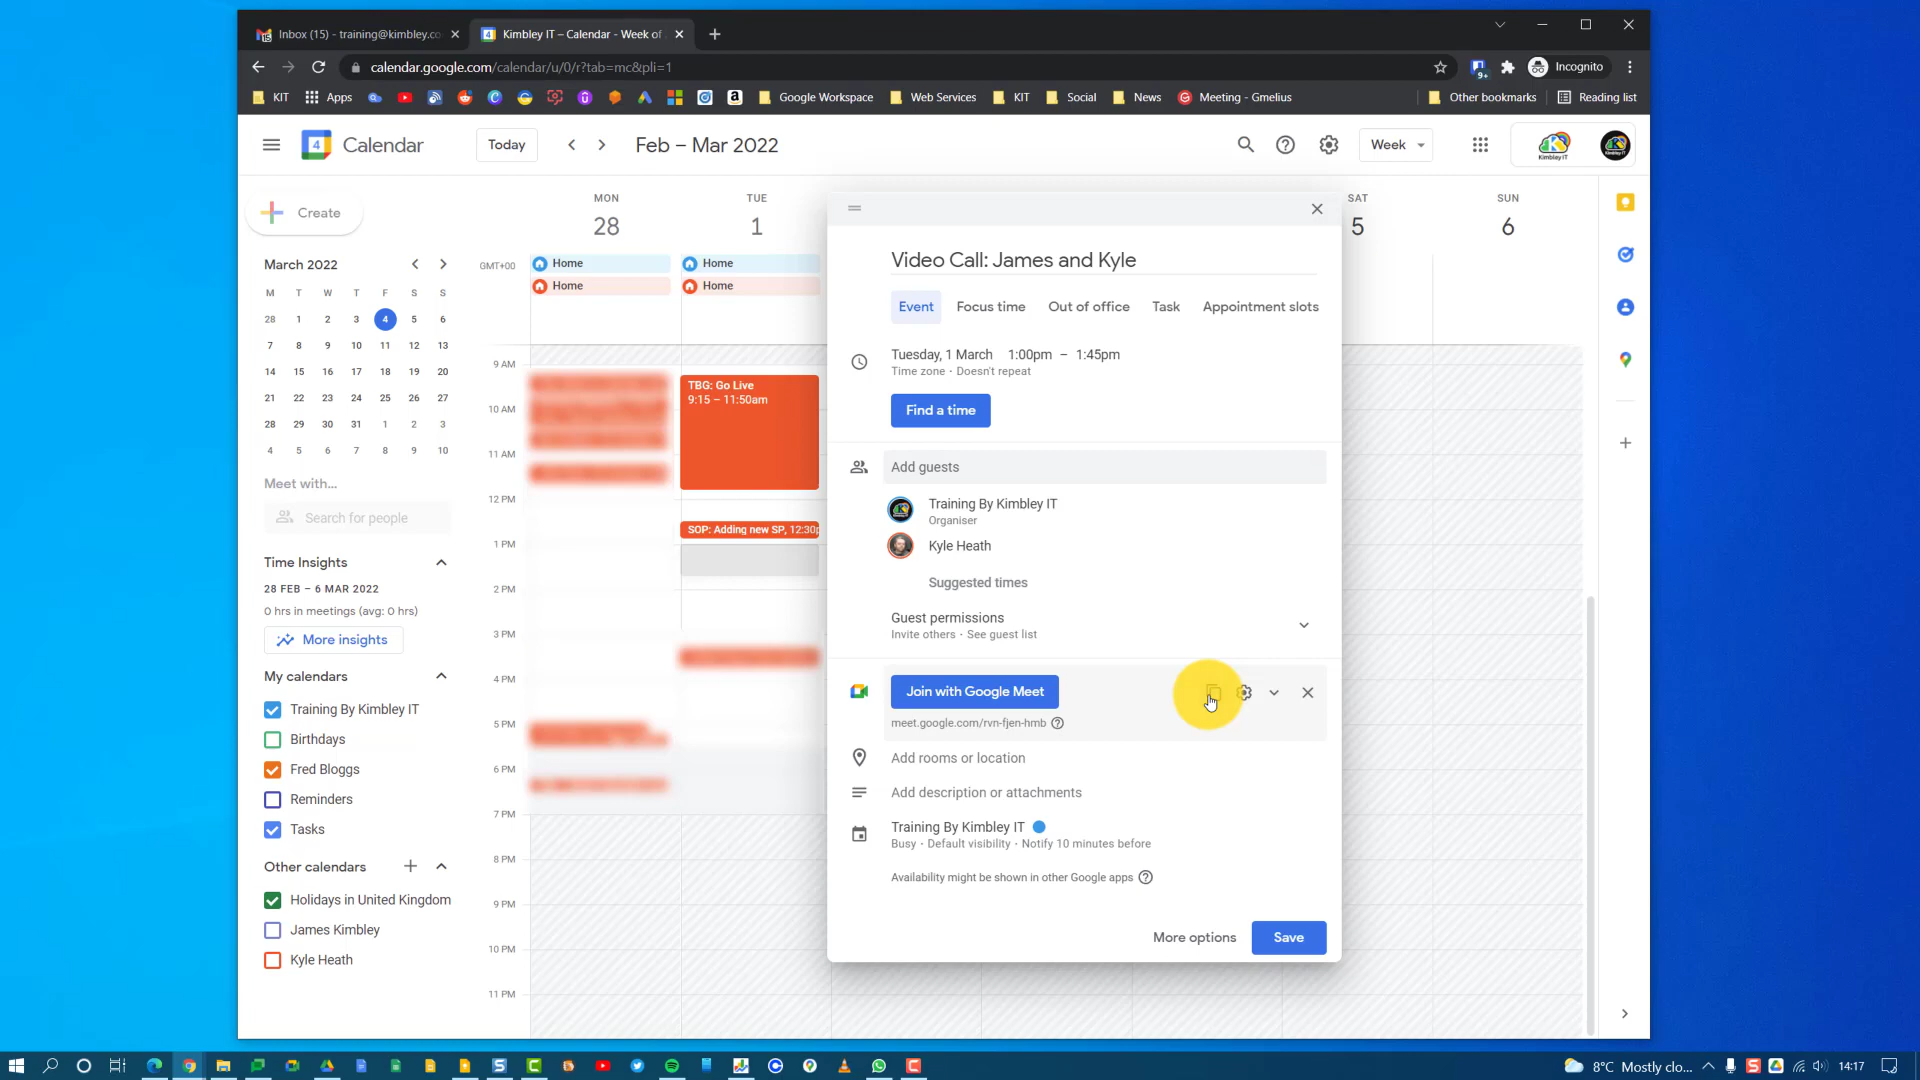 Inbox (15) - training@kimbley.co
Kimbley IT – Calendar - Week of
calendar.google.com/calendar/u/0/r?tab=mc&pli=1
9+
Incognito
KIT
Apps
Google Workspace
Web Services
KIT
Social
News
Meeting - Gmelius
Other bookmarks
Reading list
4
Calendar
Today
Feb – Mar 2022
Week
Kimbley IT
Create
MON
28
TUE
1
SAT
5
SUN
6
GMT+00
Home
Home
Home
Home
March 2022
M T W T F S S
28 1 2 3 4 5 6
7 8 9 10 11 12 13
14 15 16 17 18 19 20
21 22 23 24 25 26 27
28 29 30 31 1 2 3
4 5 6 7 8 9 10
Meet with...
Search for people
Time Insights
28 FEB – 6 MAR 2022
0 hrs in meetings (avg: 0 hrs)
More insights
My calendars
Training By Kimbley IT
Birthdays
Fred Bloggs
Reminders
Tasks
Other calendars
Holidays in United Kingdom
James Kimbley
Kyle Heath
9 AM
10 AM
11 AM
12 PM
1 PM
2 PM
3 PM
4 PM
5 PM
6 PM
7 PM
8 PM
9 PM
10 PM
11 PM
TBG: Go Live
9:15 – 11:50am
SOP: Adding new SP, 12:30p
Video Call: James and Kyle
Event
Focus time
Out of office
Task
Appointment slots
Tuesday, 1 March 1:00pm – 1:45pm
Time zone • Doesn't repeat
Find a time
Add guests
Training By Kimbley IT
Organiser
Kyle Heath
Suggested times
Guest permissions
Invite others • See guest list
Join with Google Meet
meet.google.com/rvn-fjen-hmb
Add rooms or location
Add description or attachments
Training By Kimbley IT
Busy • Default visibility • Notify 10 minutes before
Availability might be shown in other Google apps
More options
Save
8°C Mostly clo...
14:17